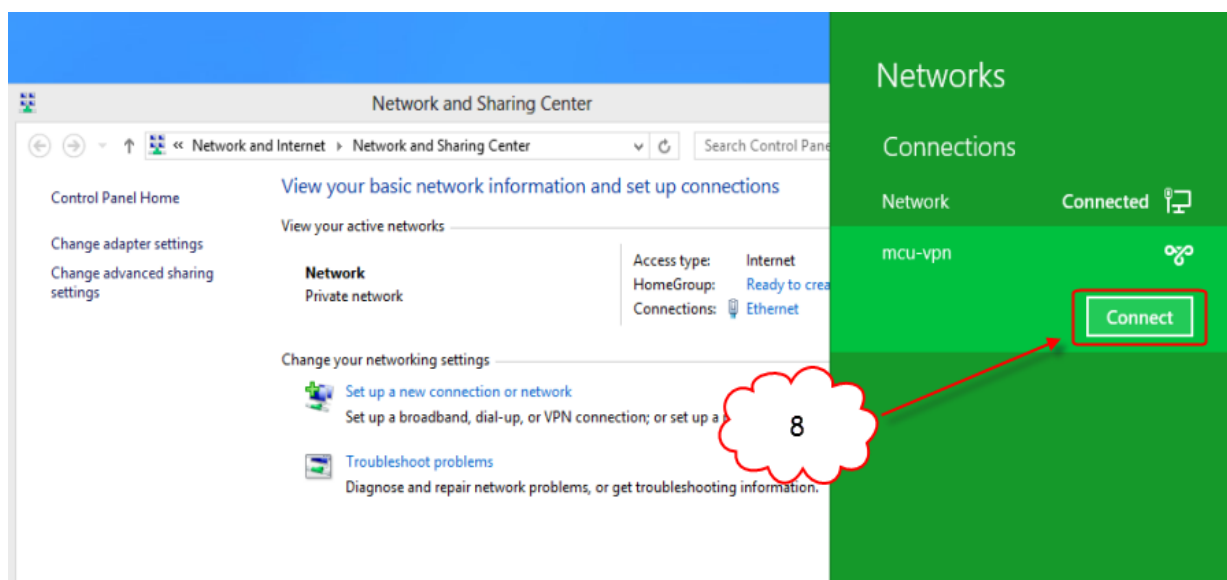 Network and Sharing Center
« Network and Internet Network and Sharing Center
Search Control Pane
Control Panel Home
Change adapter settings
Change advanced sharing
settings
View your basic network information and set up connections
View your active networks
Network
Private network
Access type: Internet
HomeGroup: Ready to crea
Connections: Ethernet
Change your networking settings
Set up a new connection or network
Set up a broadband, dial-up, or VPN connection; or set up a
Troubleshoot problems
Diagnose and repair network problems, or get troubleshooting information.
8
Networks
Connections
Network Connected
mcu-vpn
Connect